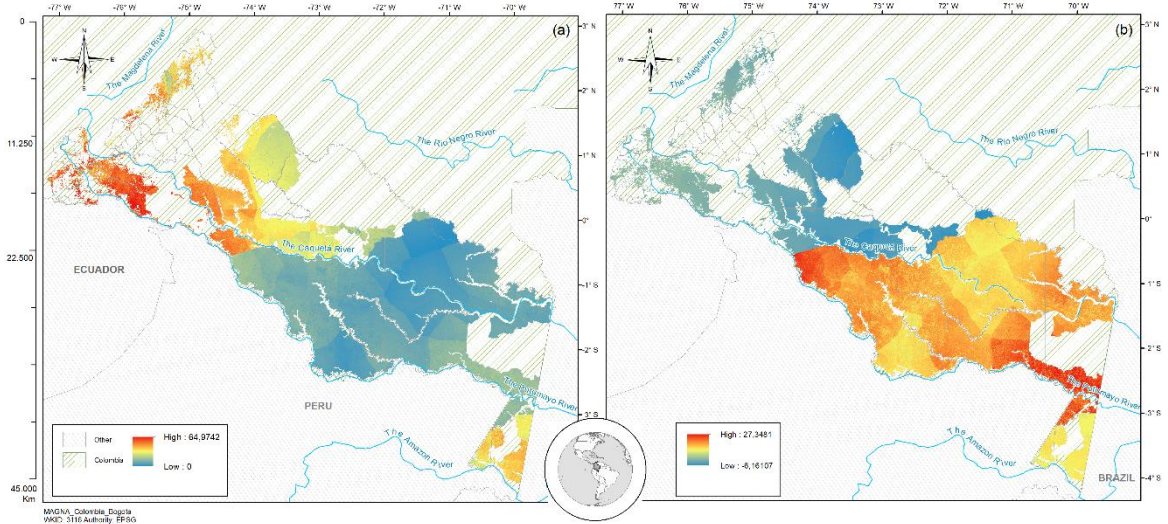 -77° W -76° W -75° W -74° W -73° W -72° W -71° W -70° W
0
11.250
22.500
45.000
Km
(a)
N
W E
S
The Magdelena River
The Rio Negro River
The Caqueta River
ECUADOR
PERU
The Putumayo River
The Amazon River
3° N
2° N
1° N
0°
-1° S
-2° S
-3° S
Other
Colombia
High : 64,9742
Low : 0
MAGNA_Colombia_Bogota
WKID: 3116 Authority: EPSG
77° W -76° W -75° W 74° W -73° W -72° W -71° W -70° W
(b)
N
W E
S
The Magdalena River
The Rio Negro River
The Caqueta River
The Putumayo River
The Amazon River
BRAZIL
3° N
2° N
1° N
0°
-1° S
-2° S
-3° S
-4° S
High : 27,3481
Low : -6,16107